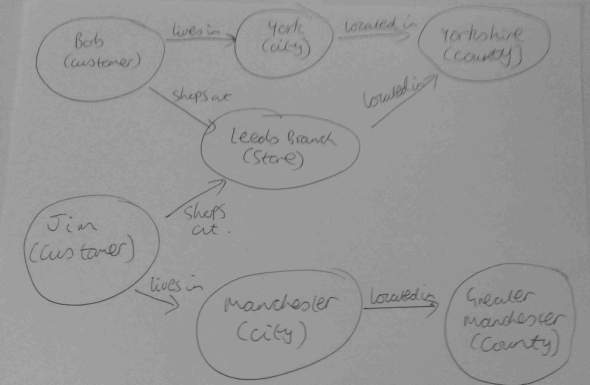 Bob
(customer)
lives in
York
(city)
Located in
Yorkshire
(County)
Shops at
Located in
Leeds Branch
(Store)
Jim
(customer)
Shops
at.
lives in
Manchester
(City)
Located in
Greater
Manchester
(County)